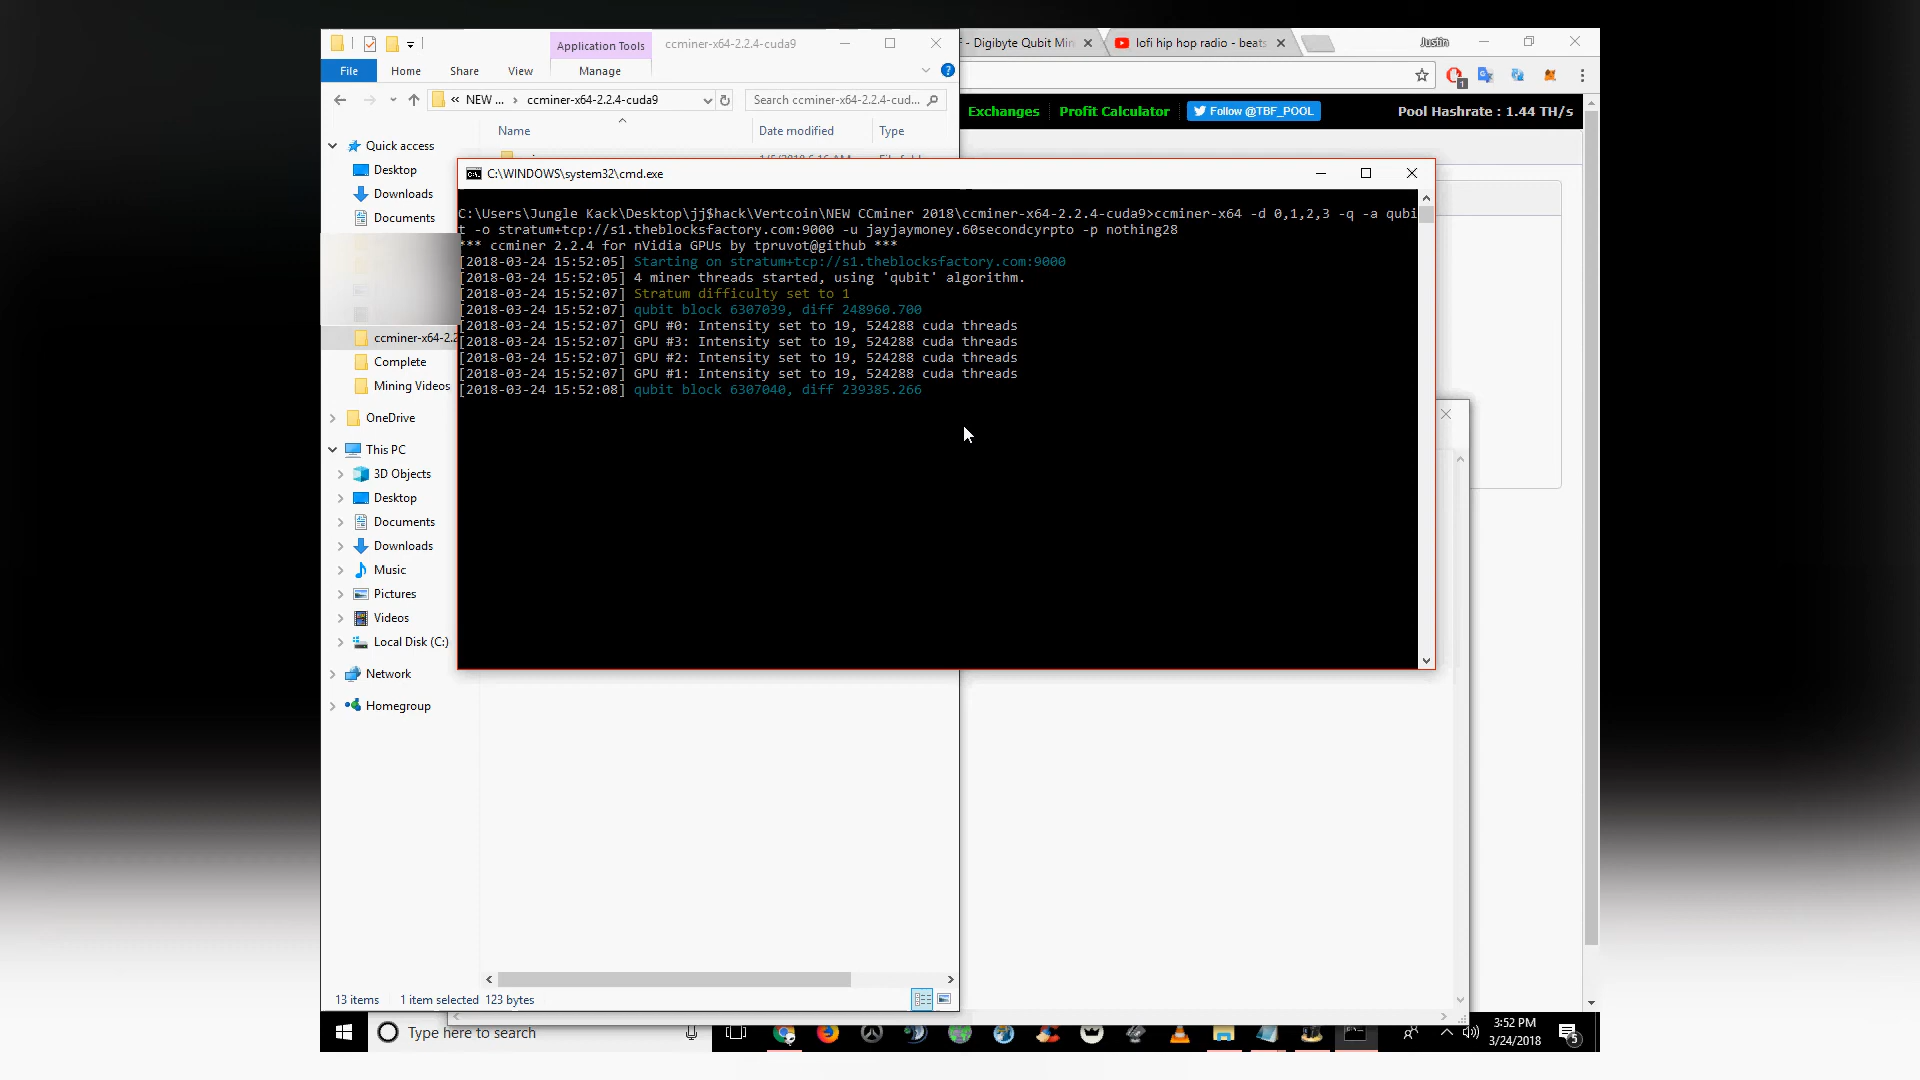 Application Tools
ccminer-x64-2.2.4-cuda9
- Digibyte Qubit Min
lofi hip hop radio - beats
Justin
File
Home
Share
View
Manage
« NEW ... › ccminer-x64-2.2.4-cuda9
Search ccminer-x64-2.2.4-cud...
1
Exchanges
Profit Calculator
Follow @TBF_POOL
Pool Hashrate : 1.44 TH/s
Name
Date modified
Type
Quick access
Desktop
Downloads
Documents
ccminer-x64-2.2
Complete
Mining Videos
OneDrive
This PC
3D Objects
Desktop
Documents
Downloads
Music
Pictures
Videos
Local Disk (C:)
Network
Homegroup
C:\WINDOWS\system32\cmd.exe
C:\Users\Jungle Kack\Desktop\jj$hack\Vertcoin\NEW CCminer 2018\ccminer-x64-2.2.4-cuda9>ccminer-x64 -d 0,1,2,3 -q -a qubi
t -o stratum+tcp://s1.theblocksfactory.com:9000 -u jayjaymoney.60secondcyrpto -p nothing28
*** ccminer 2.2.4 for nVidia GPUs by tpruvot@github ***
[2018-03-24 15:52:05] Starting on stratum+tcp://s1.theblocksfactory.com:9000
[2018-03-24 15:52:05] 4 miner threads started, using 'qubit' algorithm.
[2018-03-24 15:52:07] Stratum difficulty set to 1
[2018-03-24 15:52:07] qubit block 6307039, diff 248960.700
[2018-03-24 15:52:07] GPU #0: Intensity set to 19, 524288 cuda threads
[2018-03-24 15:52:07] GPU #3: Intensity set to 19, 524288 cuda threads
[2018-03-24 15:52:07] GPU #2: Intensity set to 19, 524288 cuda threads
[2018-03-24 15:52:07] GPU #1: Intensity set to 19, 524288 cuda threads
[2018-03-24 15:52:08] qubit block 6307040, diff 239385.266
13 items
1 item selected 123 bytes
Type here to search
3:52 PM
3/24/2018
5